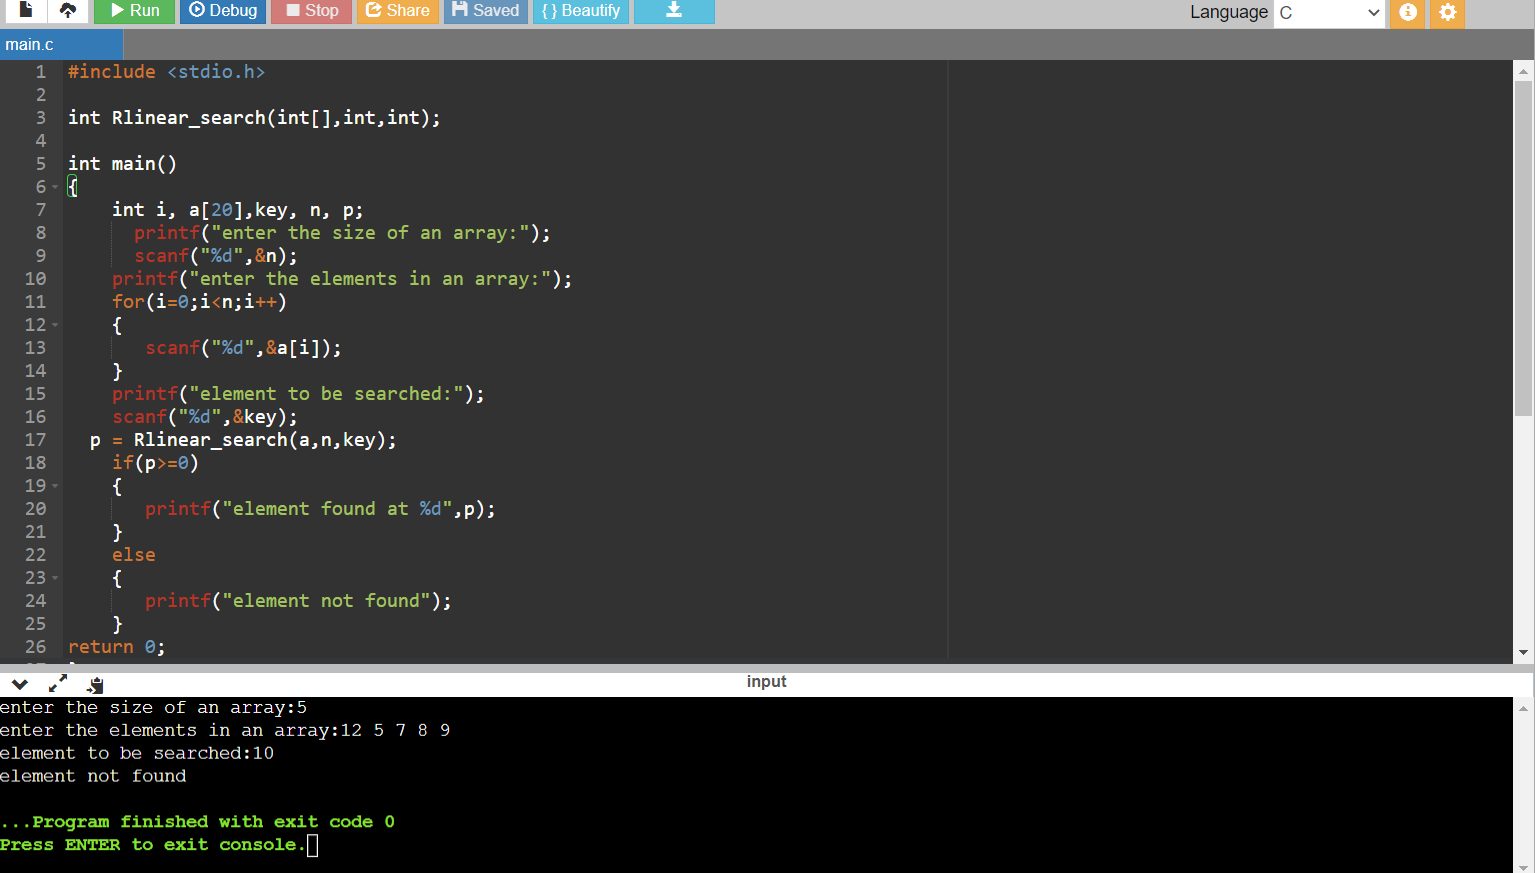 Run Debug Stop Share Saved { } Beautify Language C
main.c
1 #include <stdio.h>
2
3 int Rlinear_search(int[],int,int);
4
5 int main()
6 {
7 int i, a[20],key, n, p;
8 printf("enter the size of an array:");
9 scanf("%d",&n);
10 printf("enter the elements in an array:");
11 for(i=0;i<n;i++)
12 {
13 scanf("%d",&a[i]);
14 }
15 printf("element to be searched:");
16 scanf("%d",&key);
17 p = Rlinear_search(a,n,key);
18 if(p>=0)
19 {
20 printf("element found at %d",p);
21 }
22 else
23 {
24 printf("element not found");
25 }
26 return 0;
input
enter the size of an array:5
enter the elements in an array:12 5 7 8 9
element to be searched:10
element not found
...Program finished with exit code 0
Press ENTER to exit console.